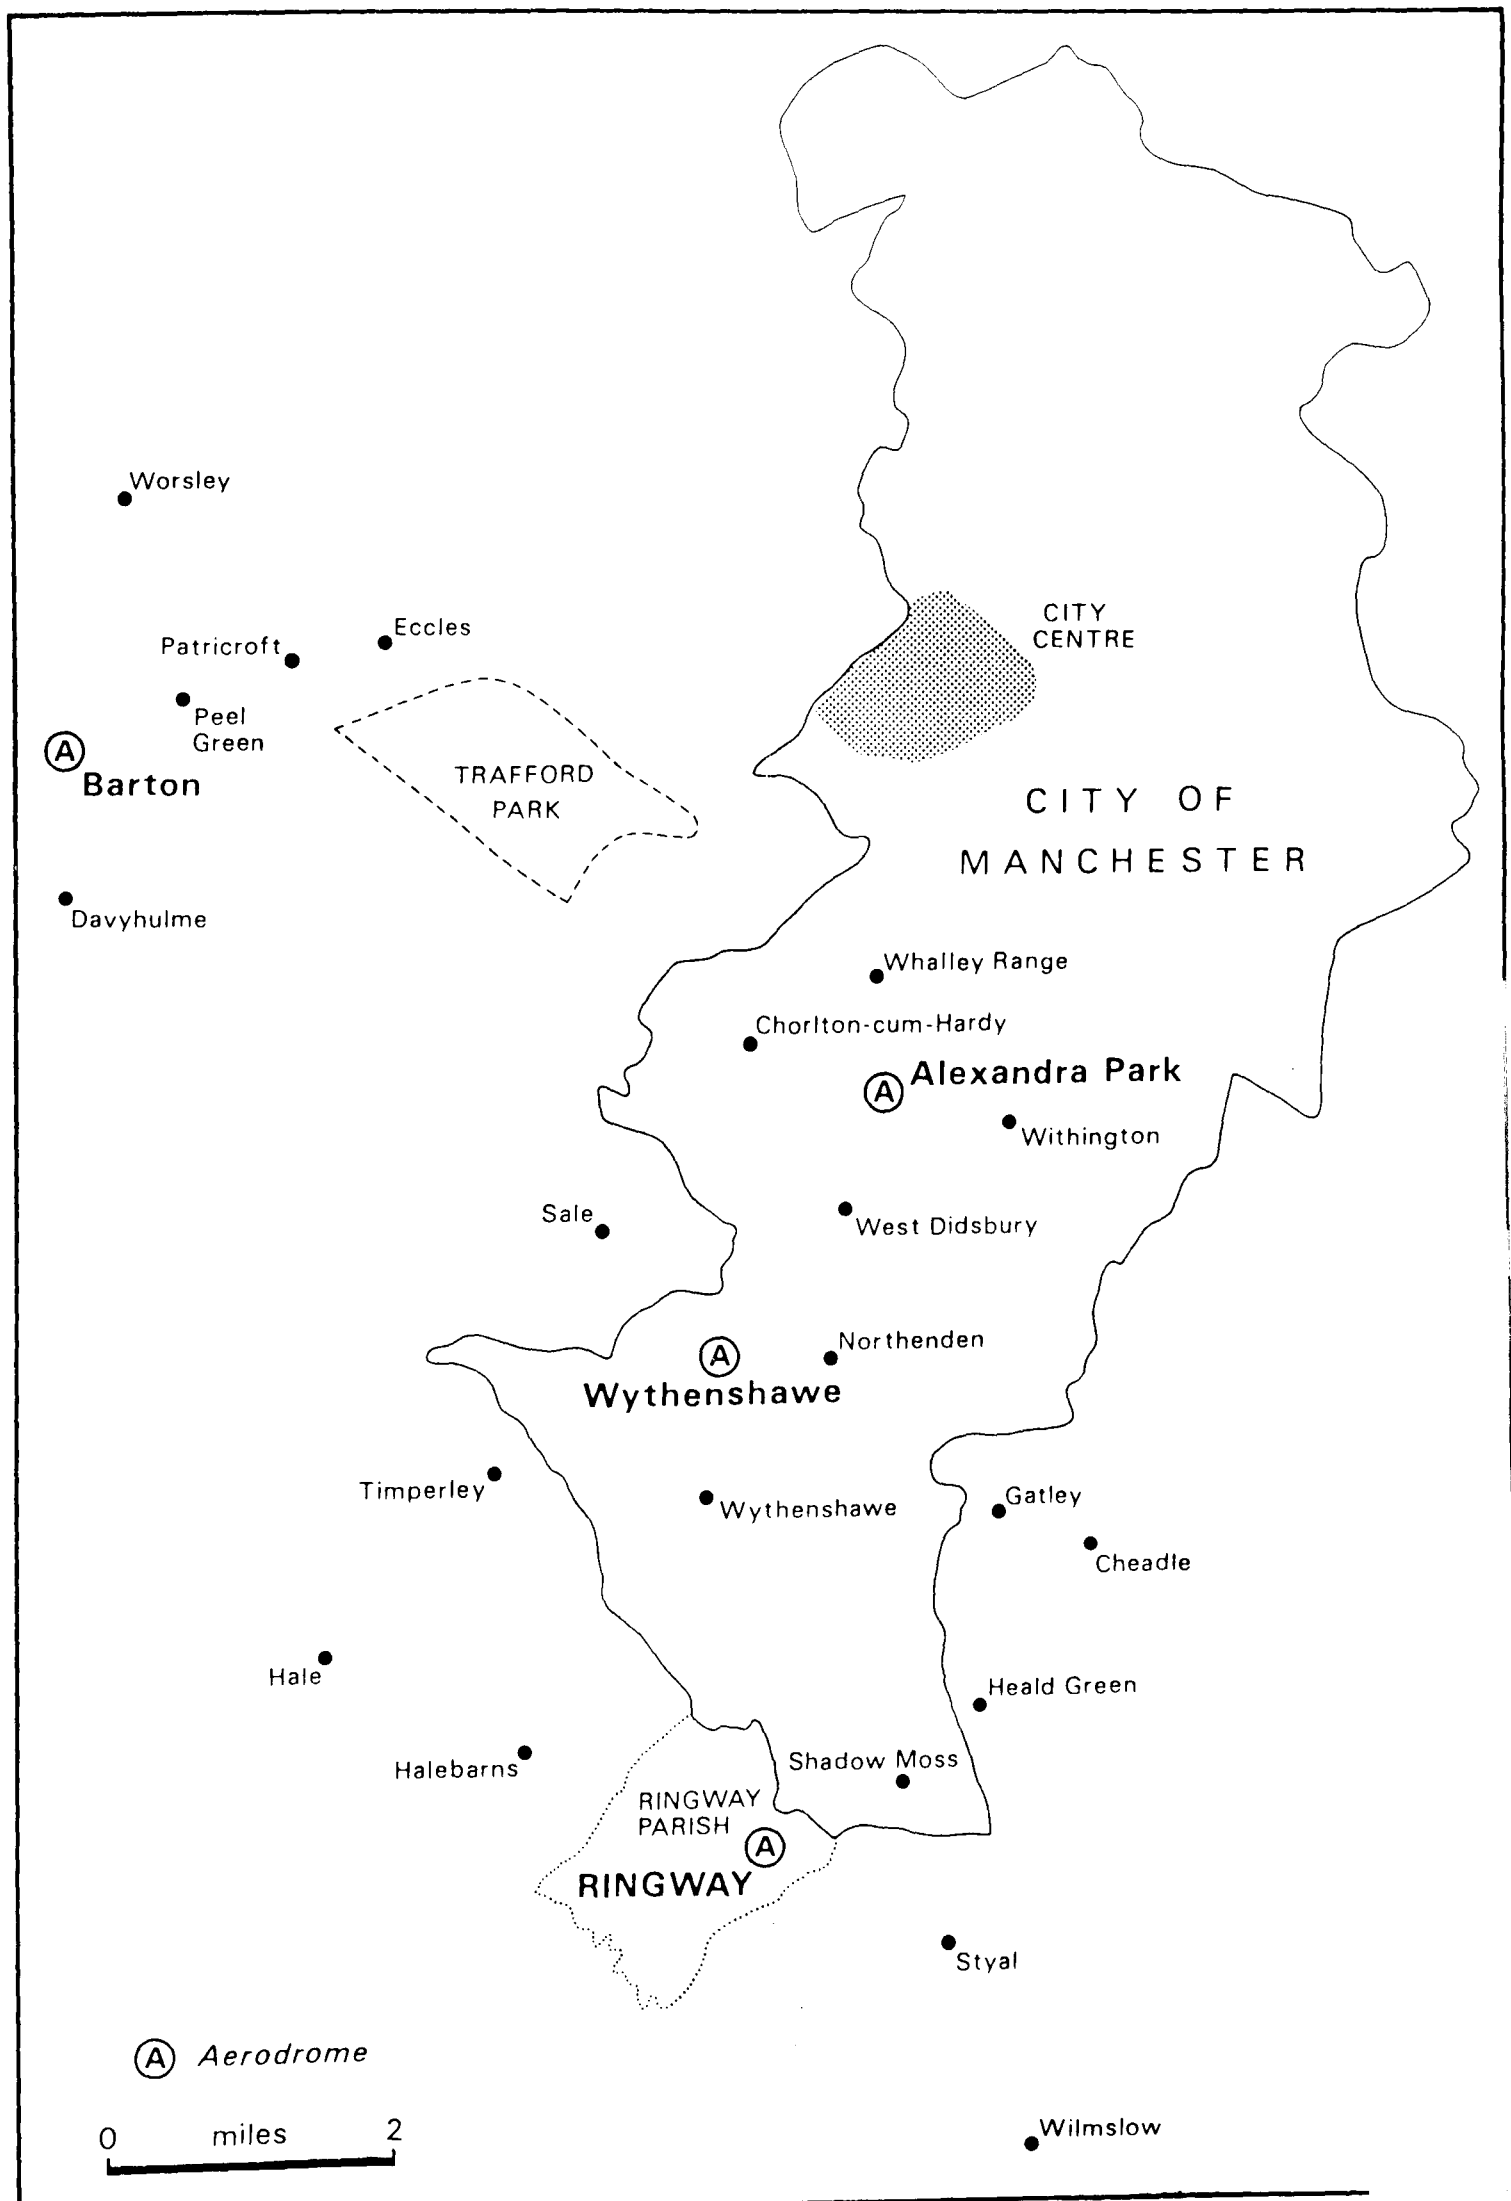 Worsley
Eccles
Patricroft
Peel
Green
CITY
CENTRE
A
Barton
TRAFFORD
PARK
CITY OF
MANCHESTER
Davyhulme
Whalley Range
Chorlton-cum-Hardy
A
Alexandra Park
Withington
Sale
West Didsbury
A
Northenden
Wythenshawe
Timperley
Wythenshawe
Gatley
Cheadle
Hale
Heald Green
Halebarns
Shadow Moss
RINGWAY
PARISH
A
RINGWAY
Styal
A Aerodrome
0 miles 2
Wilmslow